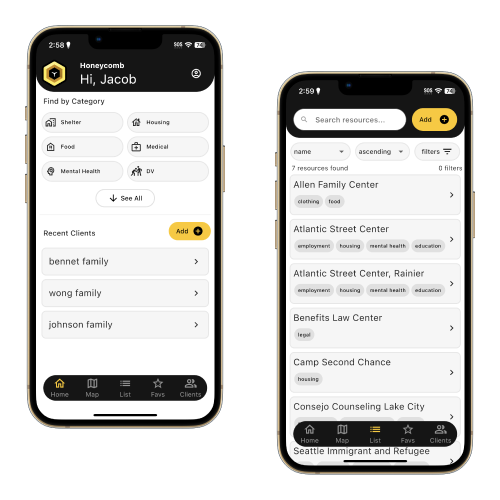 2:58
SOS
24
Honeycomb
Hi, Jacob
Find by Category
Shelter
Housing
Food
Medical
Mental Health
DV
See All
Recent Clients
Add
bennet family
wong family
johnson family
Home
Map
List
Favs
Clients
2:59
SOS
24
Search resources...
Add
name
ascending
filters
7 resources found
0 filters
Allen Family Center
clothing
food
Atlantic Street Center
employment
housing
mental health
education
Atlantic Street Center, Rainier
employment
housing
mental health
education
Benefits Law Center
legal
Camp Second Chance
housing
Consejo Counseling Lake City
Home
Map
List
Favs
Clients
Seattle Immigrant and Refugee